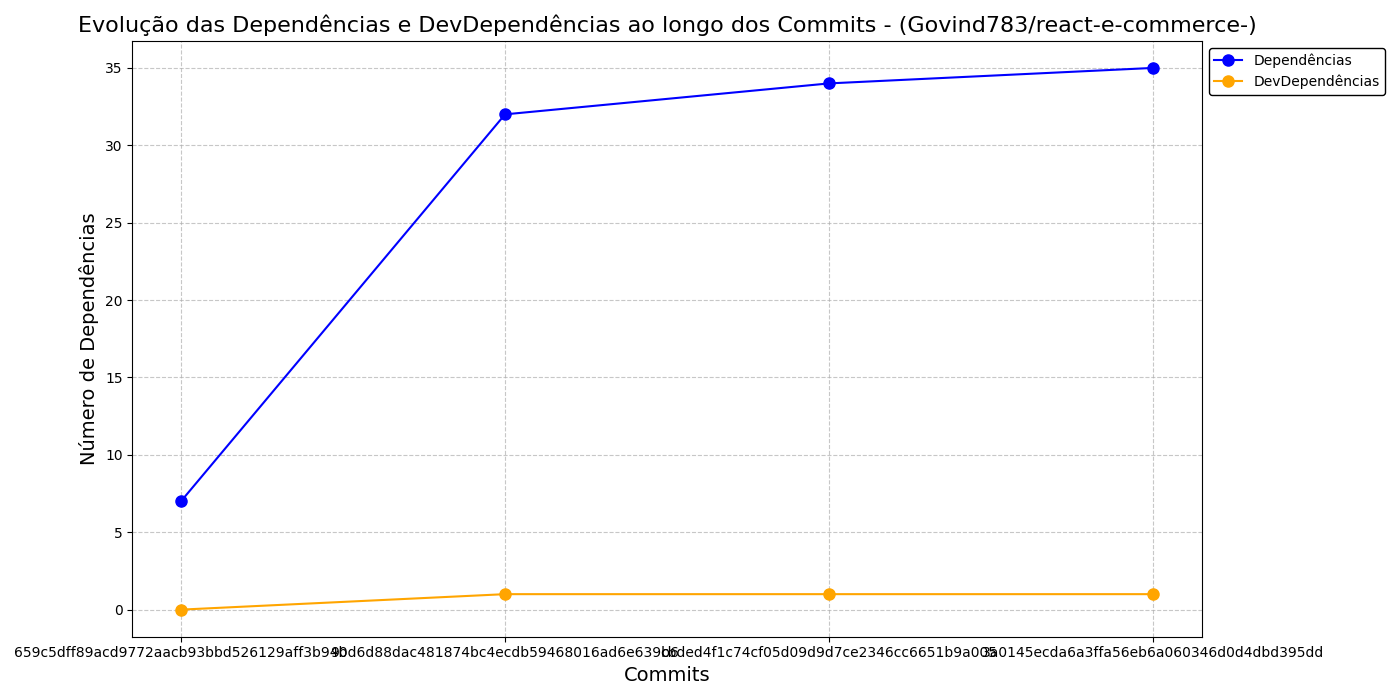 Evolução das Dependências e DevDependências ao longo dos Commits - (Govind783/react-e-commerce-)
Dependências
DevDependências
35
30
25
20
15
10
5
0
Número de Dependências
Commits